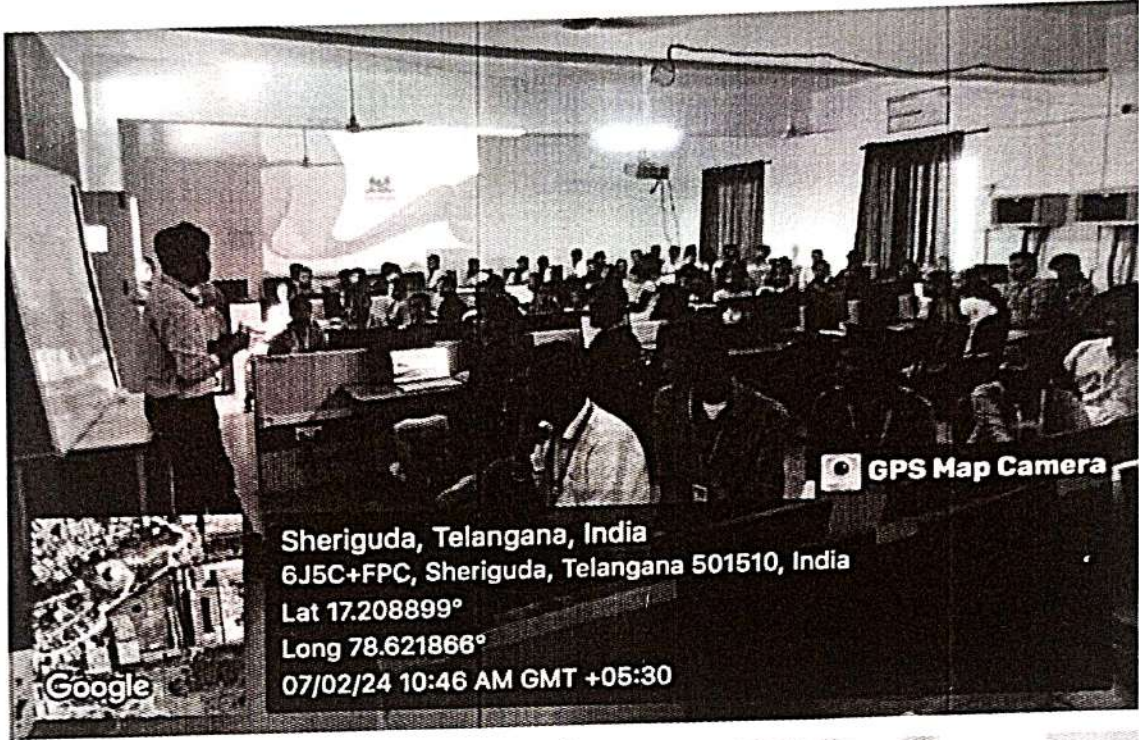 GPS Map Camera
Sheriguda, Telangana, India
6J5C+FPC, Sheriguda, Telangana 501510, India
Lat 17.208899°
Long 78.621866°
07/02/24 10:46 AM GMT +05:30
Google